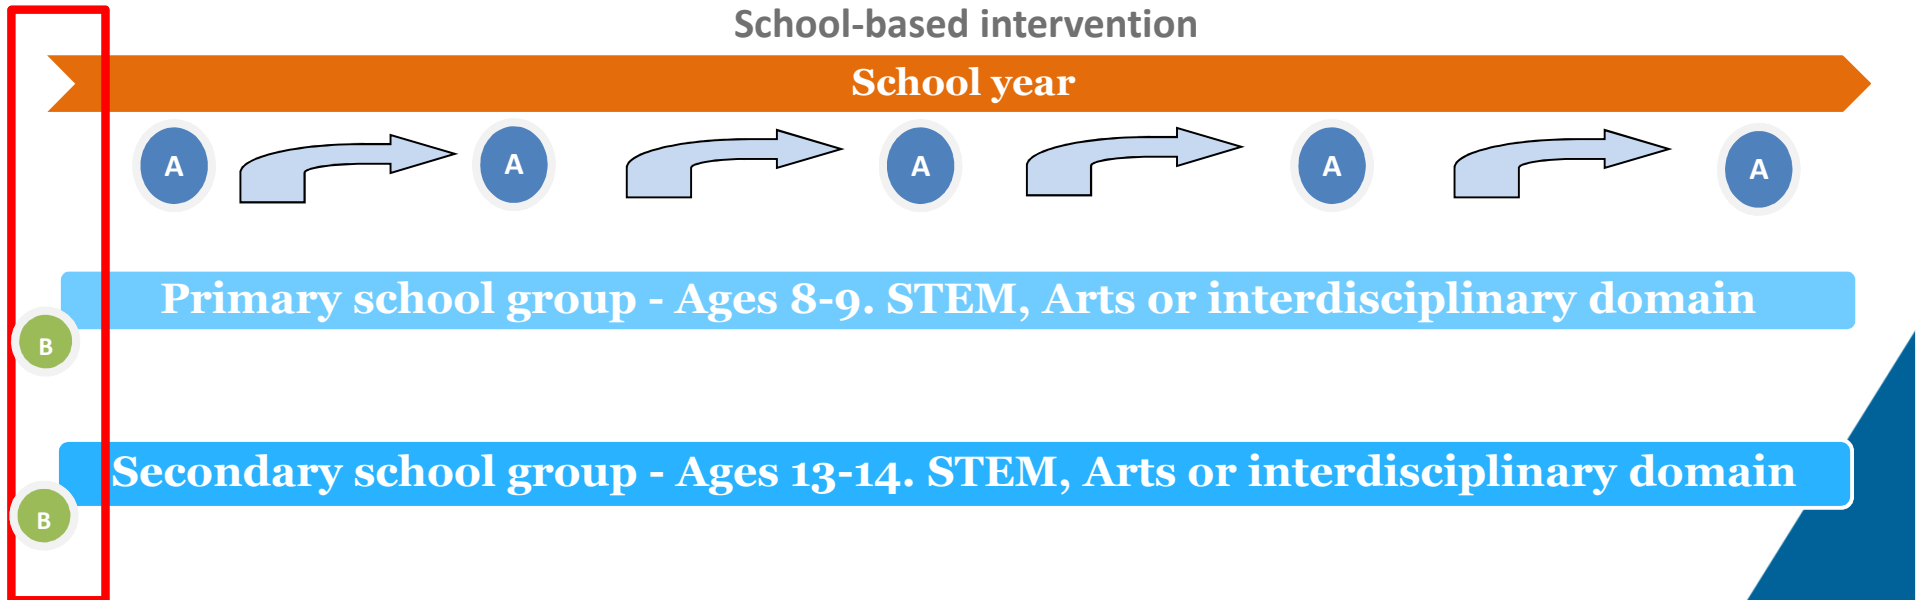 School-based intervention
School year
A A A A A
Primary school group - Ages 8-9. STEM, Arts or interdisciplinary domain
B
Secondary school group - Ages 13-14. STEM, Arts or interdisciplinary domain
B